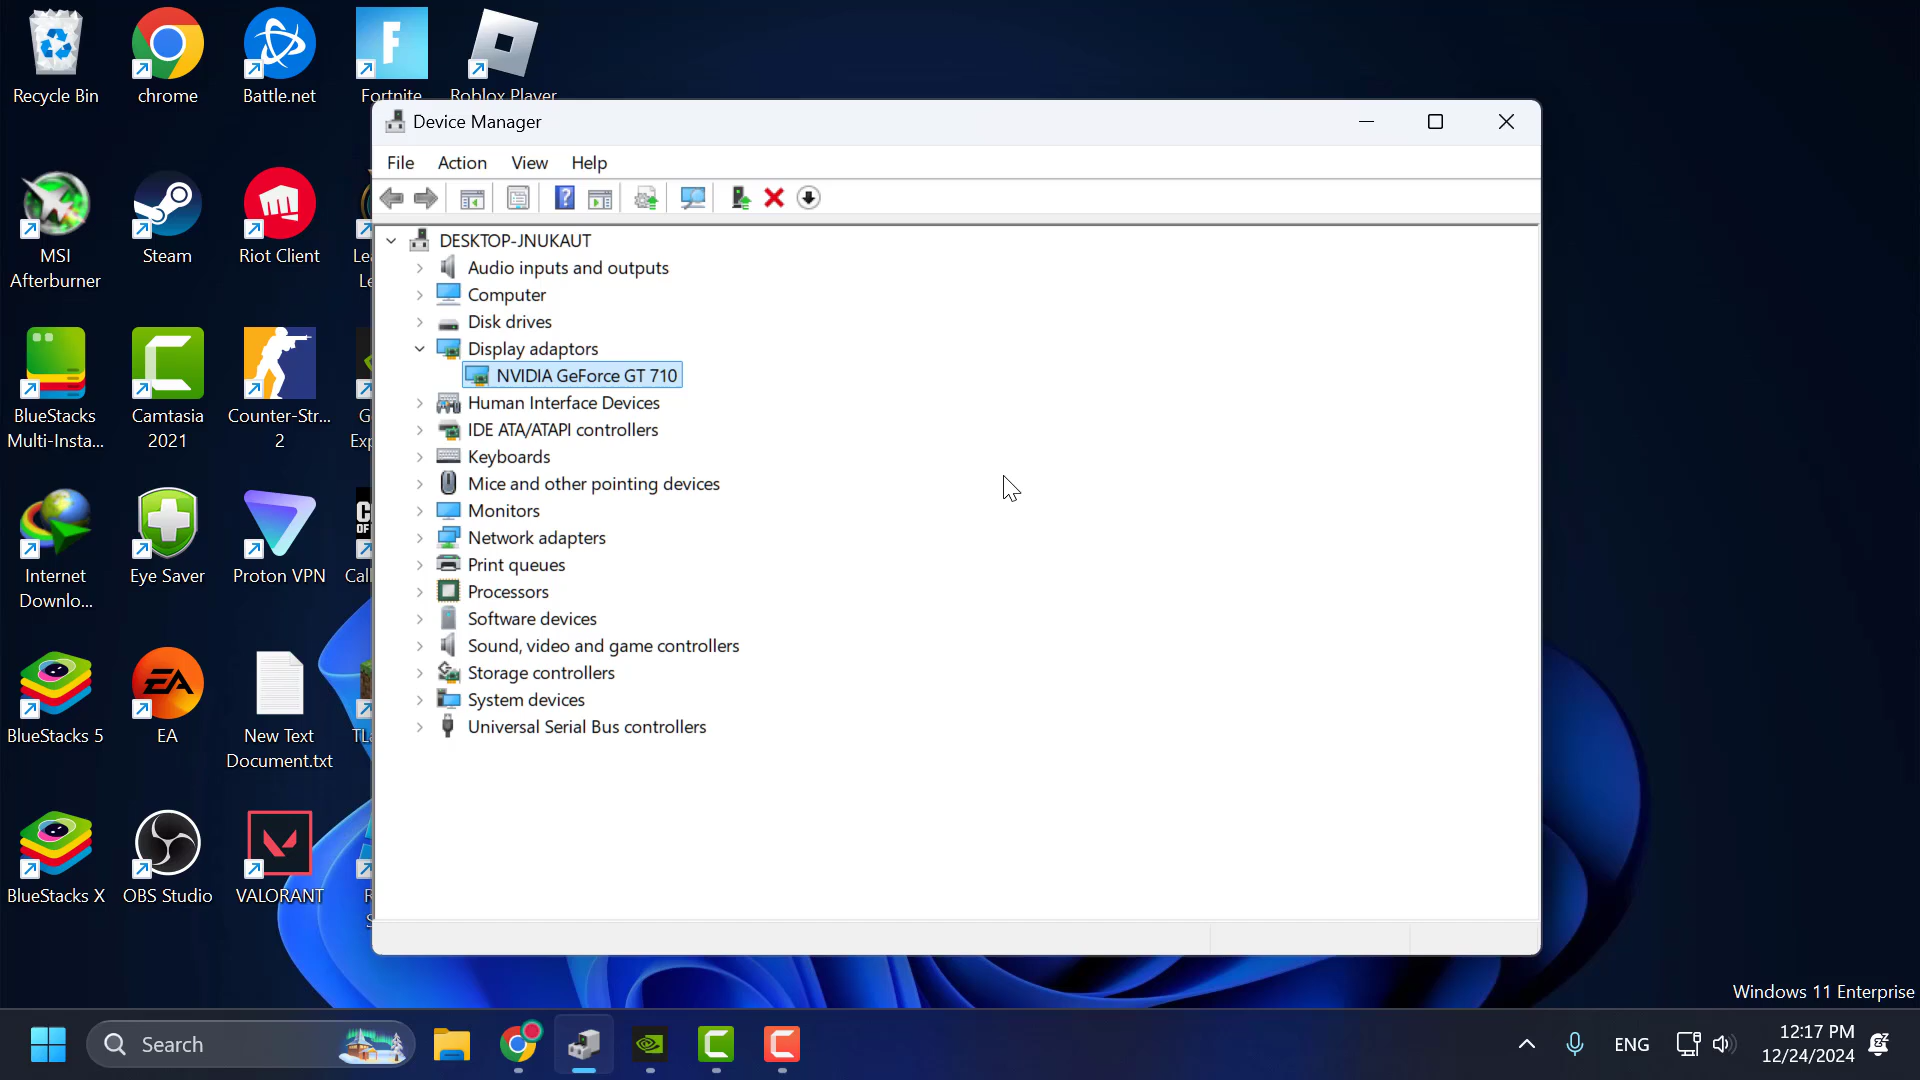 Recycle Bin
chrome
Battle.net
Fortnite
Roblox Player
Device Manager
File Action View Help
DESKTOP-JNUKAUT
Audio inputs and outputs
Computer
Disk drives
Display adaptors
NVIDIA GeForce GT 710
Human Interface Devices
IDE ATA/ATAPI controllers
Keyboards
Mice and other pointing devices
Monitors
Network adapters
Print queues
Processors
Software devices
Sound, video and game controllers
Storage controllers
System devices
Universal Serial Bus controllers
MSI
Afterburner
Steam
Riot Client
BlueStacks
Multi-Insta...
Camtasia
2021
Counter-Str...
2
Internet
Downlo...
Eye Saver
Proton VPN
BlueStacks 5
EA
New Text
Document.txt
BlueStacks X
OBS Studio
VALORANT
Windows 11 Enterprise
Search
ENG
12:17 PM
12/24/2024